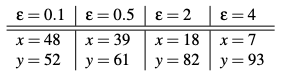 ε = 0.1 ε = 0.5 ε = 2 ε = 4
x = 48 x = 39 x = 18 x = 7
y = 52 y = 61 y = 82 y = 93